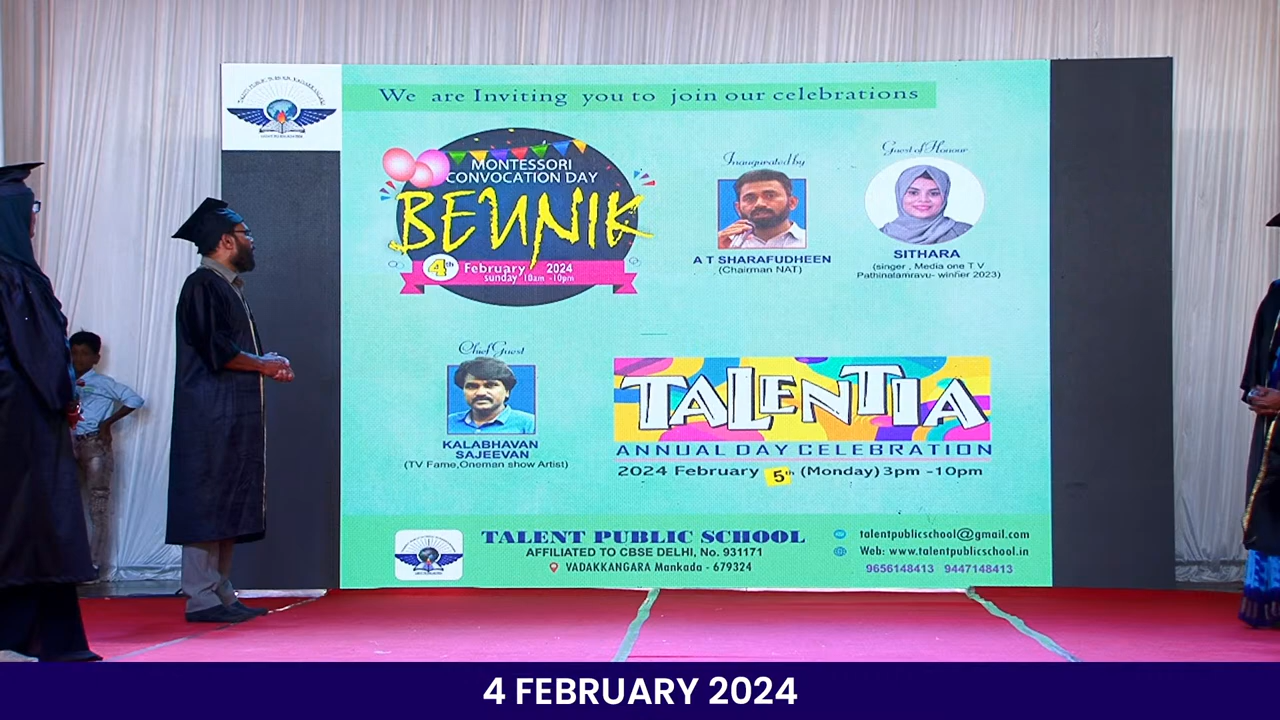 We are Inviting you to join our celebrations
MONTESSORI
CONVOCATION DAY
BEUNIK
4th February 2024
sunday 10am -10pm
Inaugurated by
A T SHARAFUDHEEN
(Chairman NAT)
Guest of Honour
SITHARA
(singer , Media one T V
Pathinalamravu- winner 2023)
Chief Guest
KALABHAVAN
SAJEEVAN
(TV Fame,Oneman show Artist)
TALENTIA
ANNUAL DAY CELEBRATION
2024 February 5th (Monday) 3pm -10pm
TALENT PUBLIC SCHOOL
AFFILIATED TO CBSE DELHI, No. 931171
VADAKKANGARA Mankada - 679324
talentpublicschool@gmail.com
Web: www.talentpublicschool.in
9656148413 9447148413
4 FEBRUARY 2024